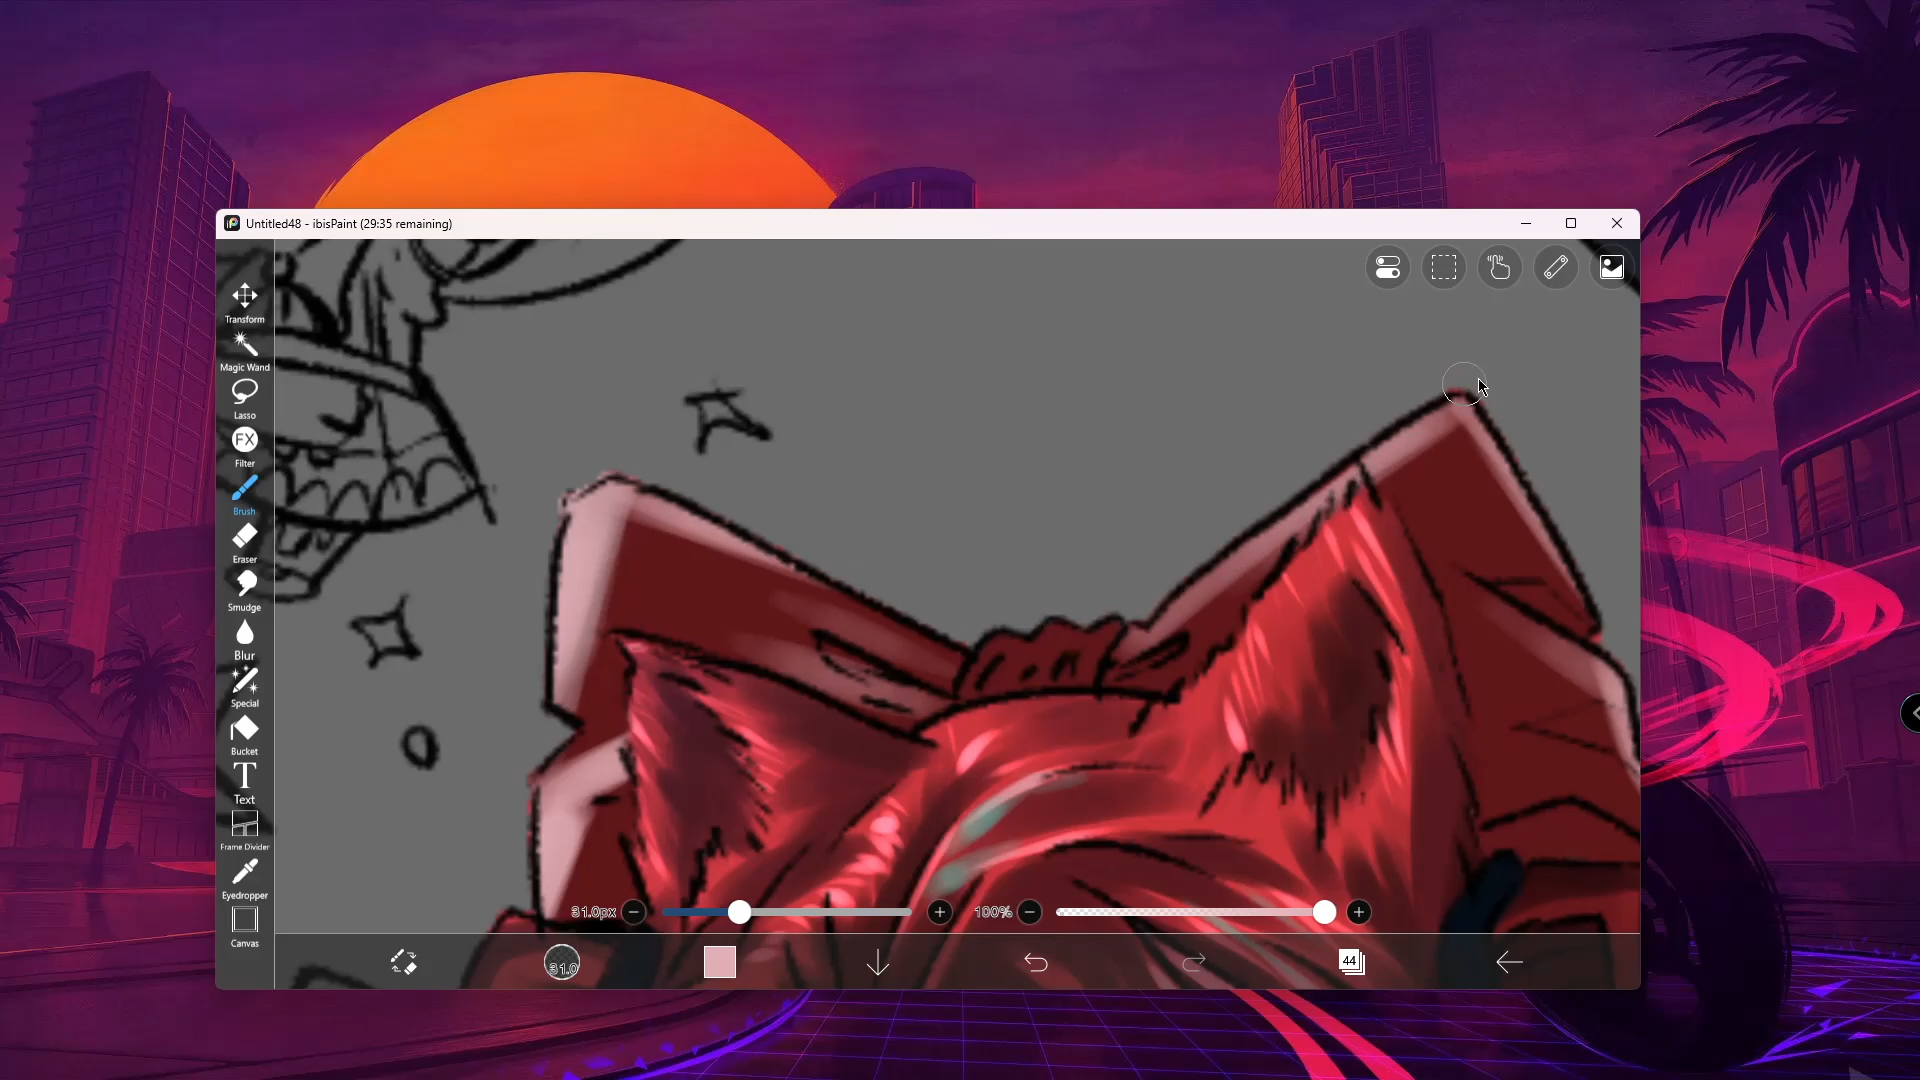 Untitled48 - ibisPaint (29:35 remaining)
Transform
Magic Wand
Lasso
FX
Filter
Brush
Eraser
Smudge
Blur
Special
Bucket
T
Text
Frame Divider
Eyedropper
Canvas
31.0px
100%
31.0
44